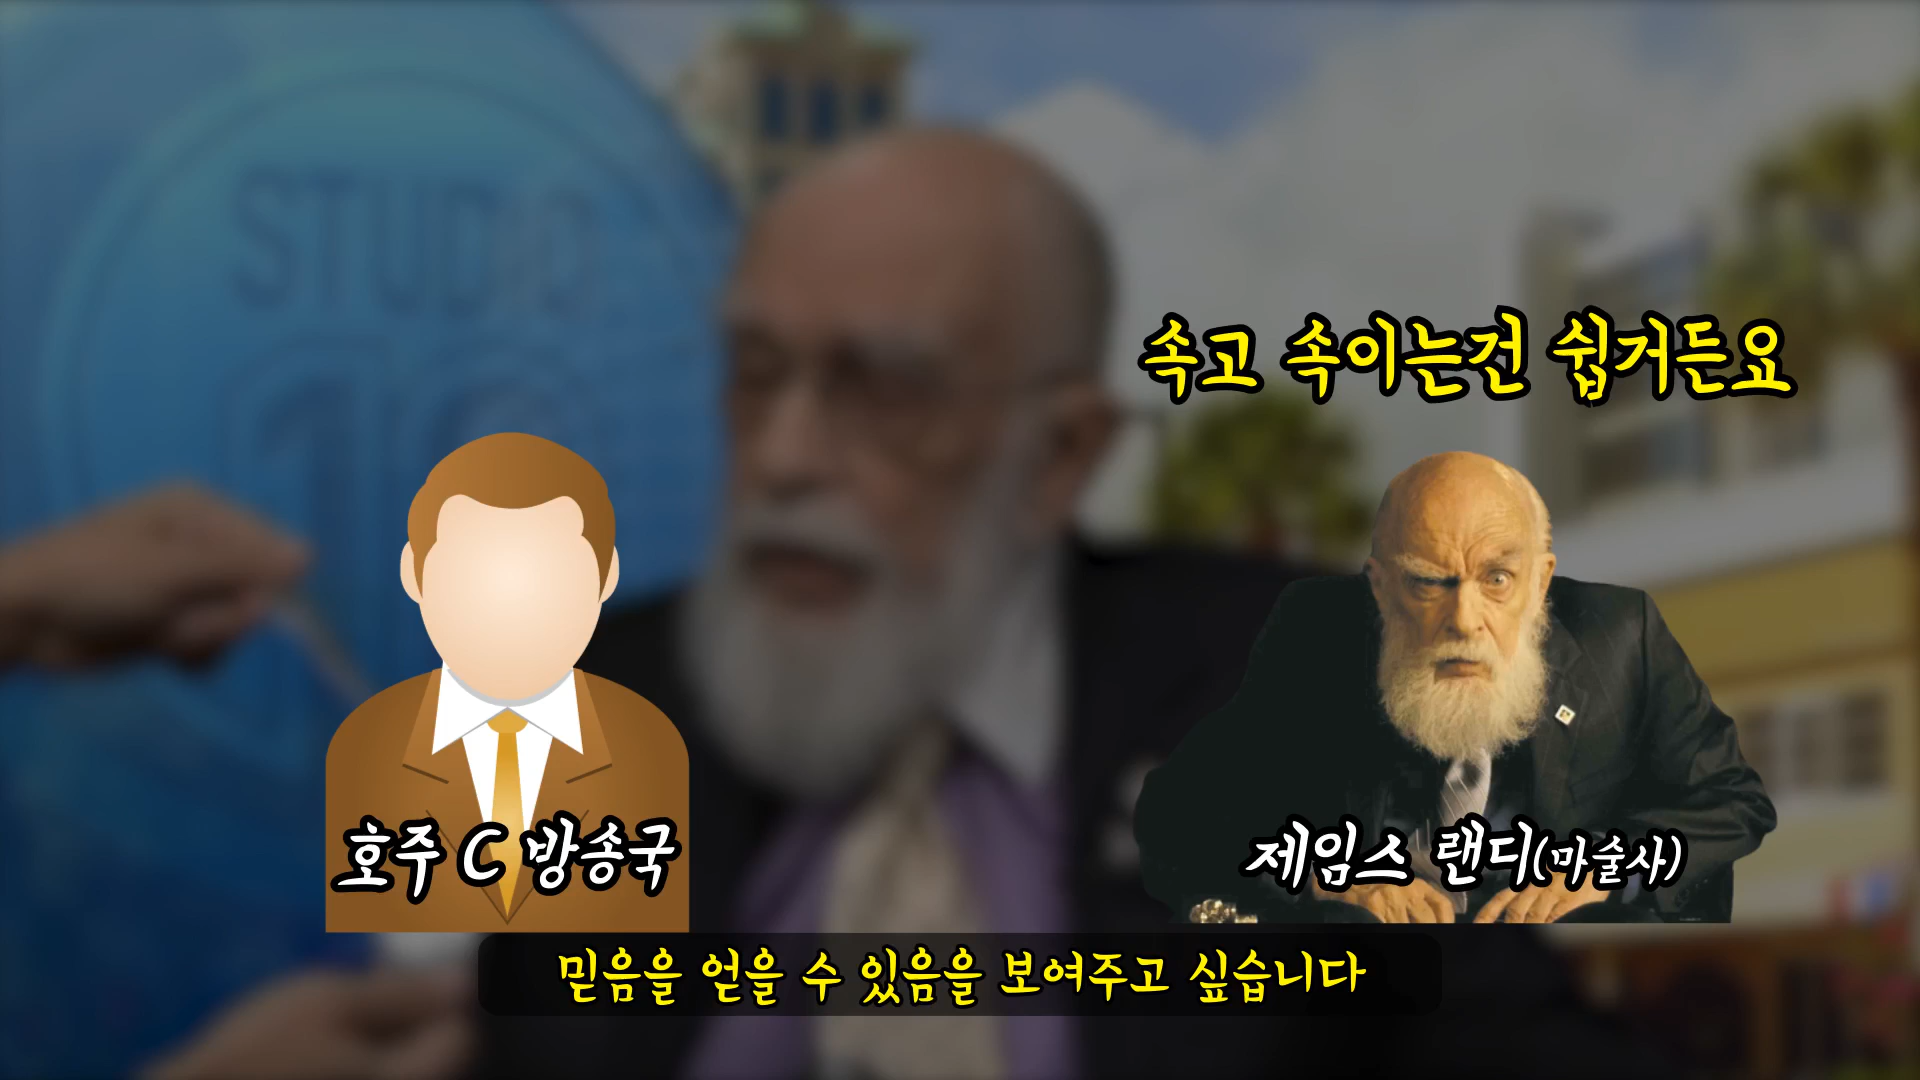 STUDIO
10
속고 속이는건 쉽거든요
호주 C 방송국
제임스 랜디(마술사)
믿음을 얻을 수 있음을 보여주고 싶습니다